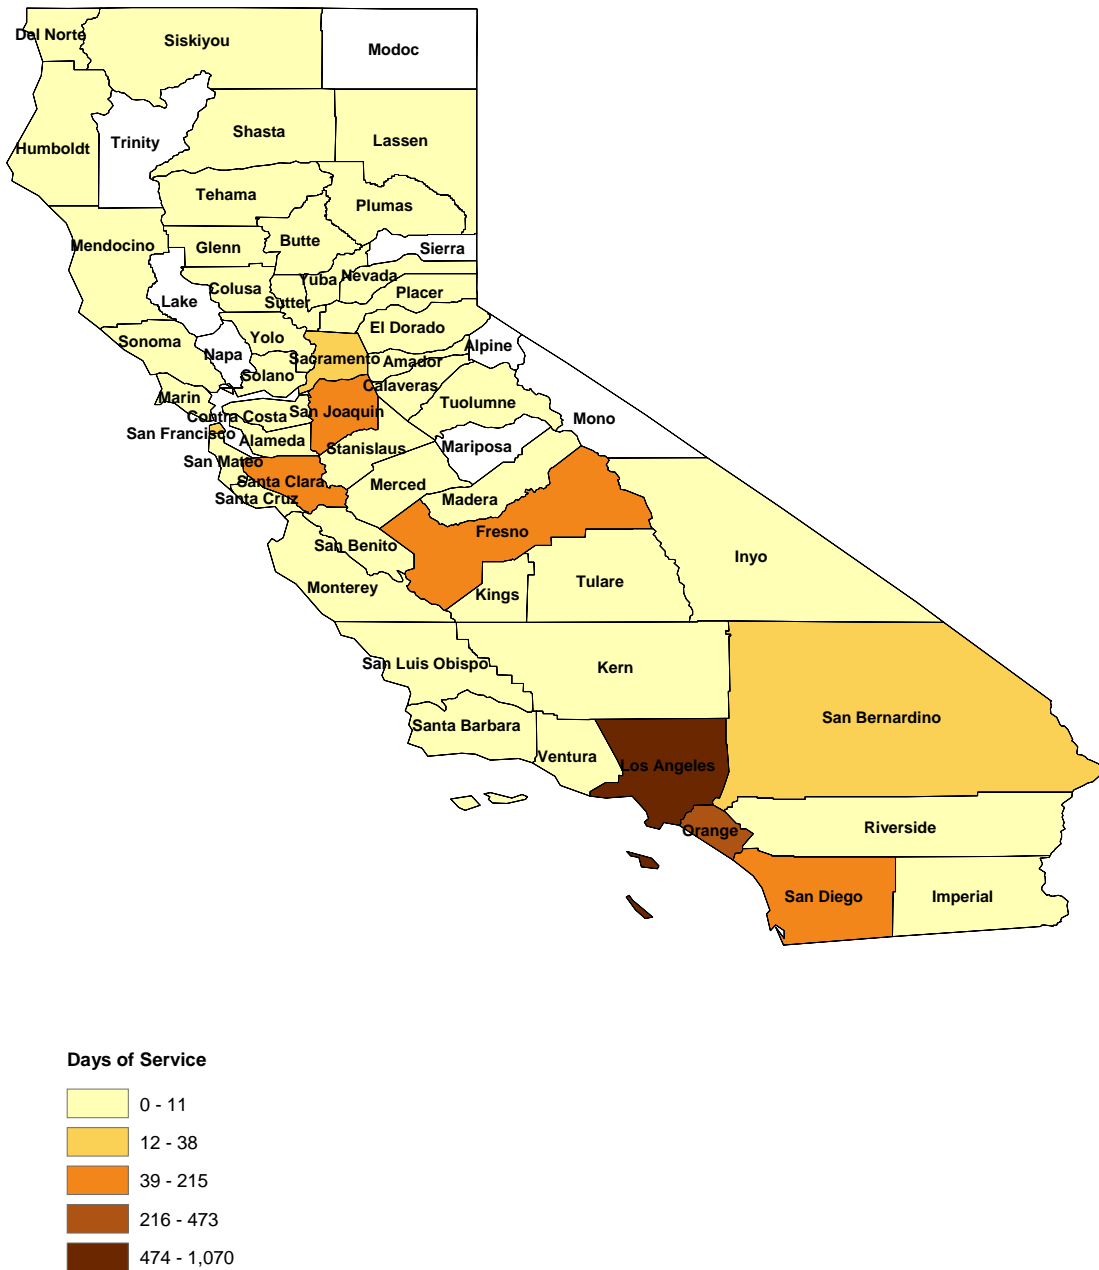 Del Norte
Siskiyou
Modoc
Humboldt
Trinity
Shasta
Lassen
Tehama
Plumas
Mendocino
Glenn
Butte
Sierra
Lake
Colusa
Sutter
Yuba
Nevada
Placer
Sonoma
Napa
Yolo
El Dorado
Alpine
Solano
Sacramento
Amador
Calaveras
Marin
Contra Costa
San Joaquin
Tuolumne
Mono
San Francisco
Alameda
Stanislaus
Mariposa
San Mateo
Santa Clara
Merced
Madera
Santa Cruz
San Benito
Fresno
Inyo
Monterey
Kings
Tulare
San Luis Obispo
Kern
San Bernardino
Santa Barbara
Ventura
Los Angeles
Orange
Riverside
San Diego
Imperial
Days of Service
0 - 11
12 - 38
39 - 215
216 - 473
474 - 1,070